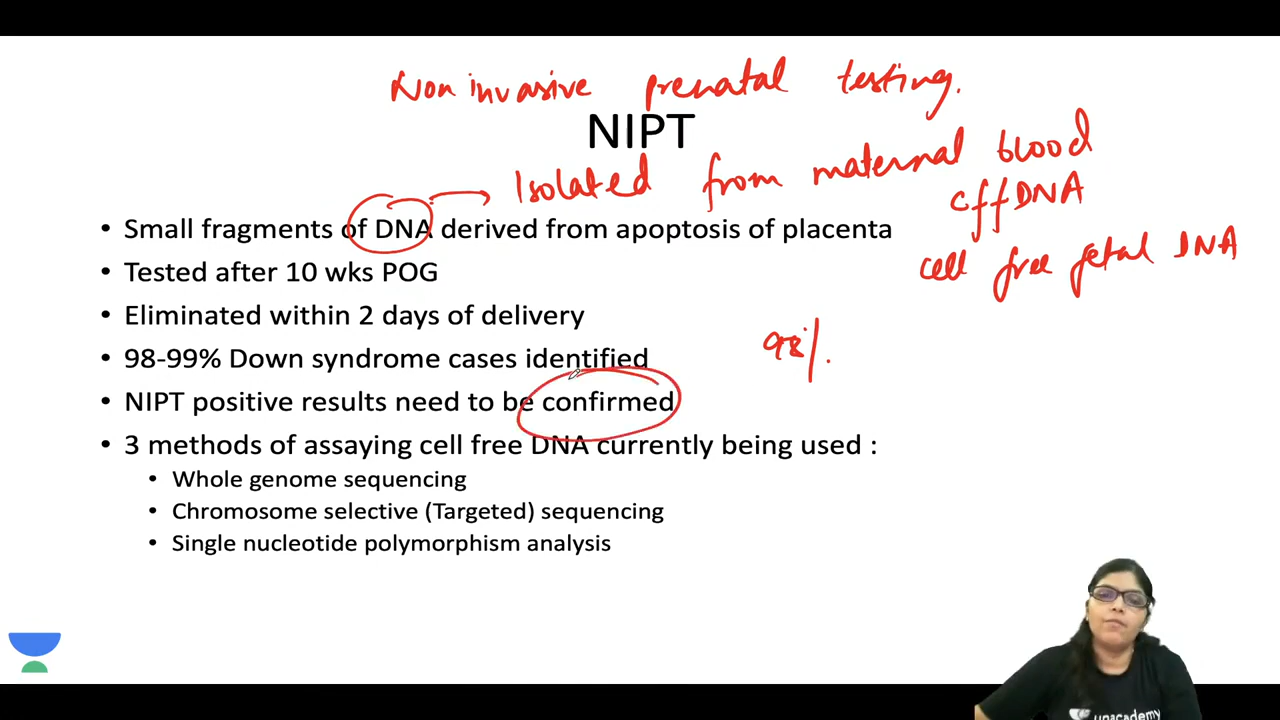 Non invasive prenatal testing.
NIPT
Isolated from maternal blood
cffDNA
cell free fetal DNA
• Small fragments of DNA derived from apoptosis of placenta
• Tested after 10 wks POG
• Eliminated within 2 days of delivery
• 98-99% Down syndrome cases identified
98%.
• NIPT positive results need to be confirmed
• 3 methods of assaying cell free DNA currently being used :
• Whole genome sequencing
• Chromosome selective (Targeted) sequencing
• Single nucleotide polymorphism analysis
unacademy